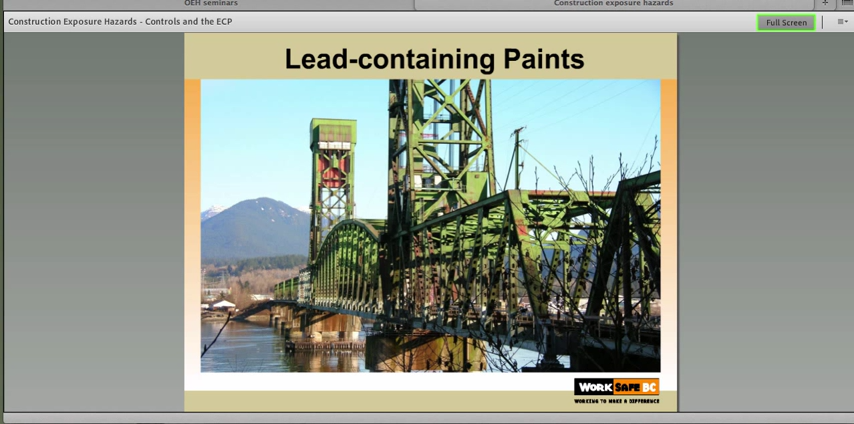 OEH seminars
Construction exposure hazards
Construction Exposure Hazards - Controls and the ECP
Full Screen
Lead-containing Paints
WORK SAFE BC
WORKING TO MAKE A DIFFERENCE